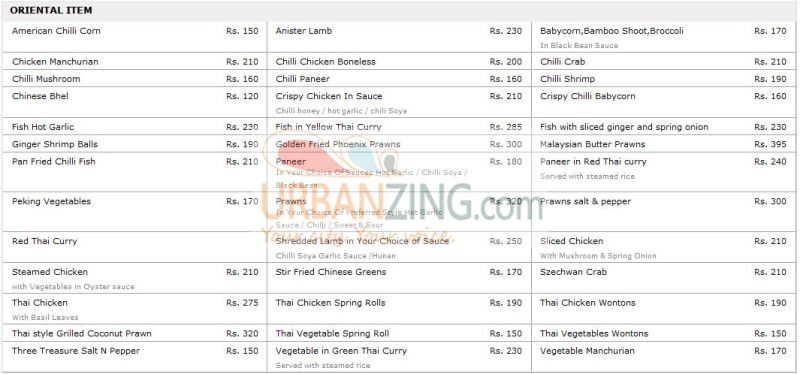 ORIENTAL ITEM
American Chilli Corn Rs. 150 Anister Lamb Rs. 230 Babycorn,Bamboo Shoot,Broccoli Rs. 170
In Black Bean Sauce
Chicken Manchurian Rs. 210 Chilli Chicken Boneless Rs. 200 Chilli Crab Rs. 210
Chilli Mushroom Rs. 160 Chilli Paneer Rs. 160 Chilli Shrimp Rs. 190
Chinese Bhel Rs. 120 Crispy Chicken In Sauce Rs. 210 Crispy Chilli Babycorn Rs. 160
Chilli honey / hot garlic / chili Soya
Fish Hot Garlic Rs. 230 Fish in Yellow Thai Curry Rs. 285 Fish with sliced ginger and spring onion Rs. 230
Ginger Shrimp Balls Rs. 190 Golden Fried Phoenix Prawns Rs. 300 Malaysian Butter Prawns Rs. 395
Pan Fried Chilli Fish Rs. 210 Paneer Rs. 180 Paneer in Red Thai curry Rs. 240
In Your Choice Of Sauces Hot Garlic / Chilli Soya / Served with steamed rice
Black Bean
Peking Vegetables Rs. 170 Prawns Rs. 320 Prawns salt & pepper Rs. 300
In Your Choice Of Preferred Style Hot Garlic
Sauce / Chilli / Sweet & Sour
URBANZING.com
Your City. Your Voice.
Red Thai Curry Shredded Lamb in Your Choice of Sauce Rs. 250 Sliced Chicken Rs. 210
Chilli Soya Garlic Sauce /Hunan With Mushroom & Spring Onion
Steamed Chicken Rs. 210 Stir Fried Chinese Greens Rs. 170 Szechwan Crab Rs. 210
with Vegetables in Oyster sauce
Thai Chicken Rs. 275 Thai Chicken Spring Rolls Rs. 190 Thai Chicken Wontons Rs. 190
With Basil Leaves
Thai style Grilled Coconut Prawn Rs. 320 Thai Vegetable Spring Roll Rs. 150 Thai Vegetables Wontons Rs. 150
Three Treasure Salt N Pepper Rs. 150 Vegetable in Green Thai Curry Rs. 230 Vegetable Manchurian Rs. 170
Served with steamed rice